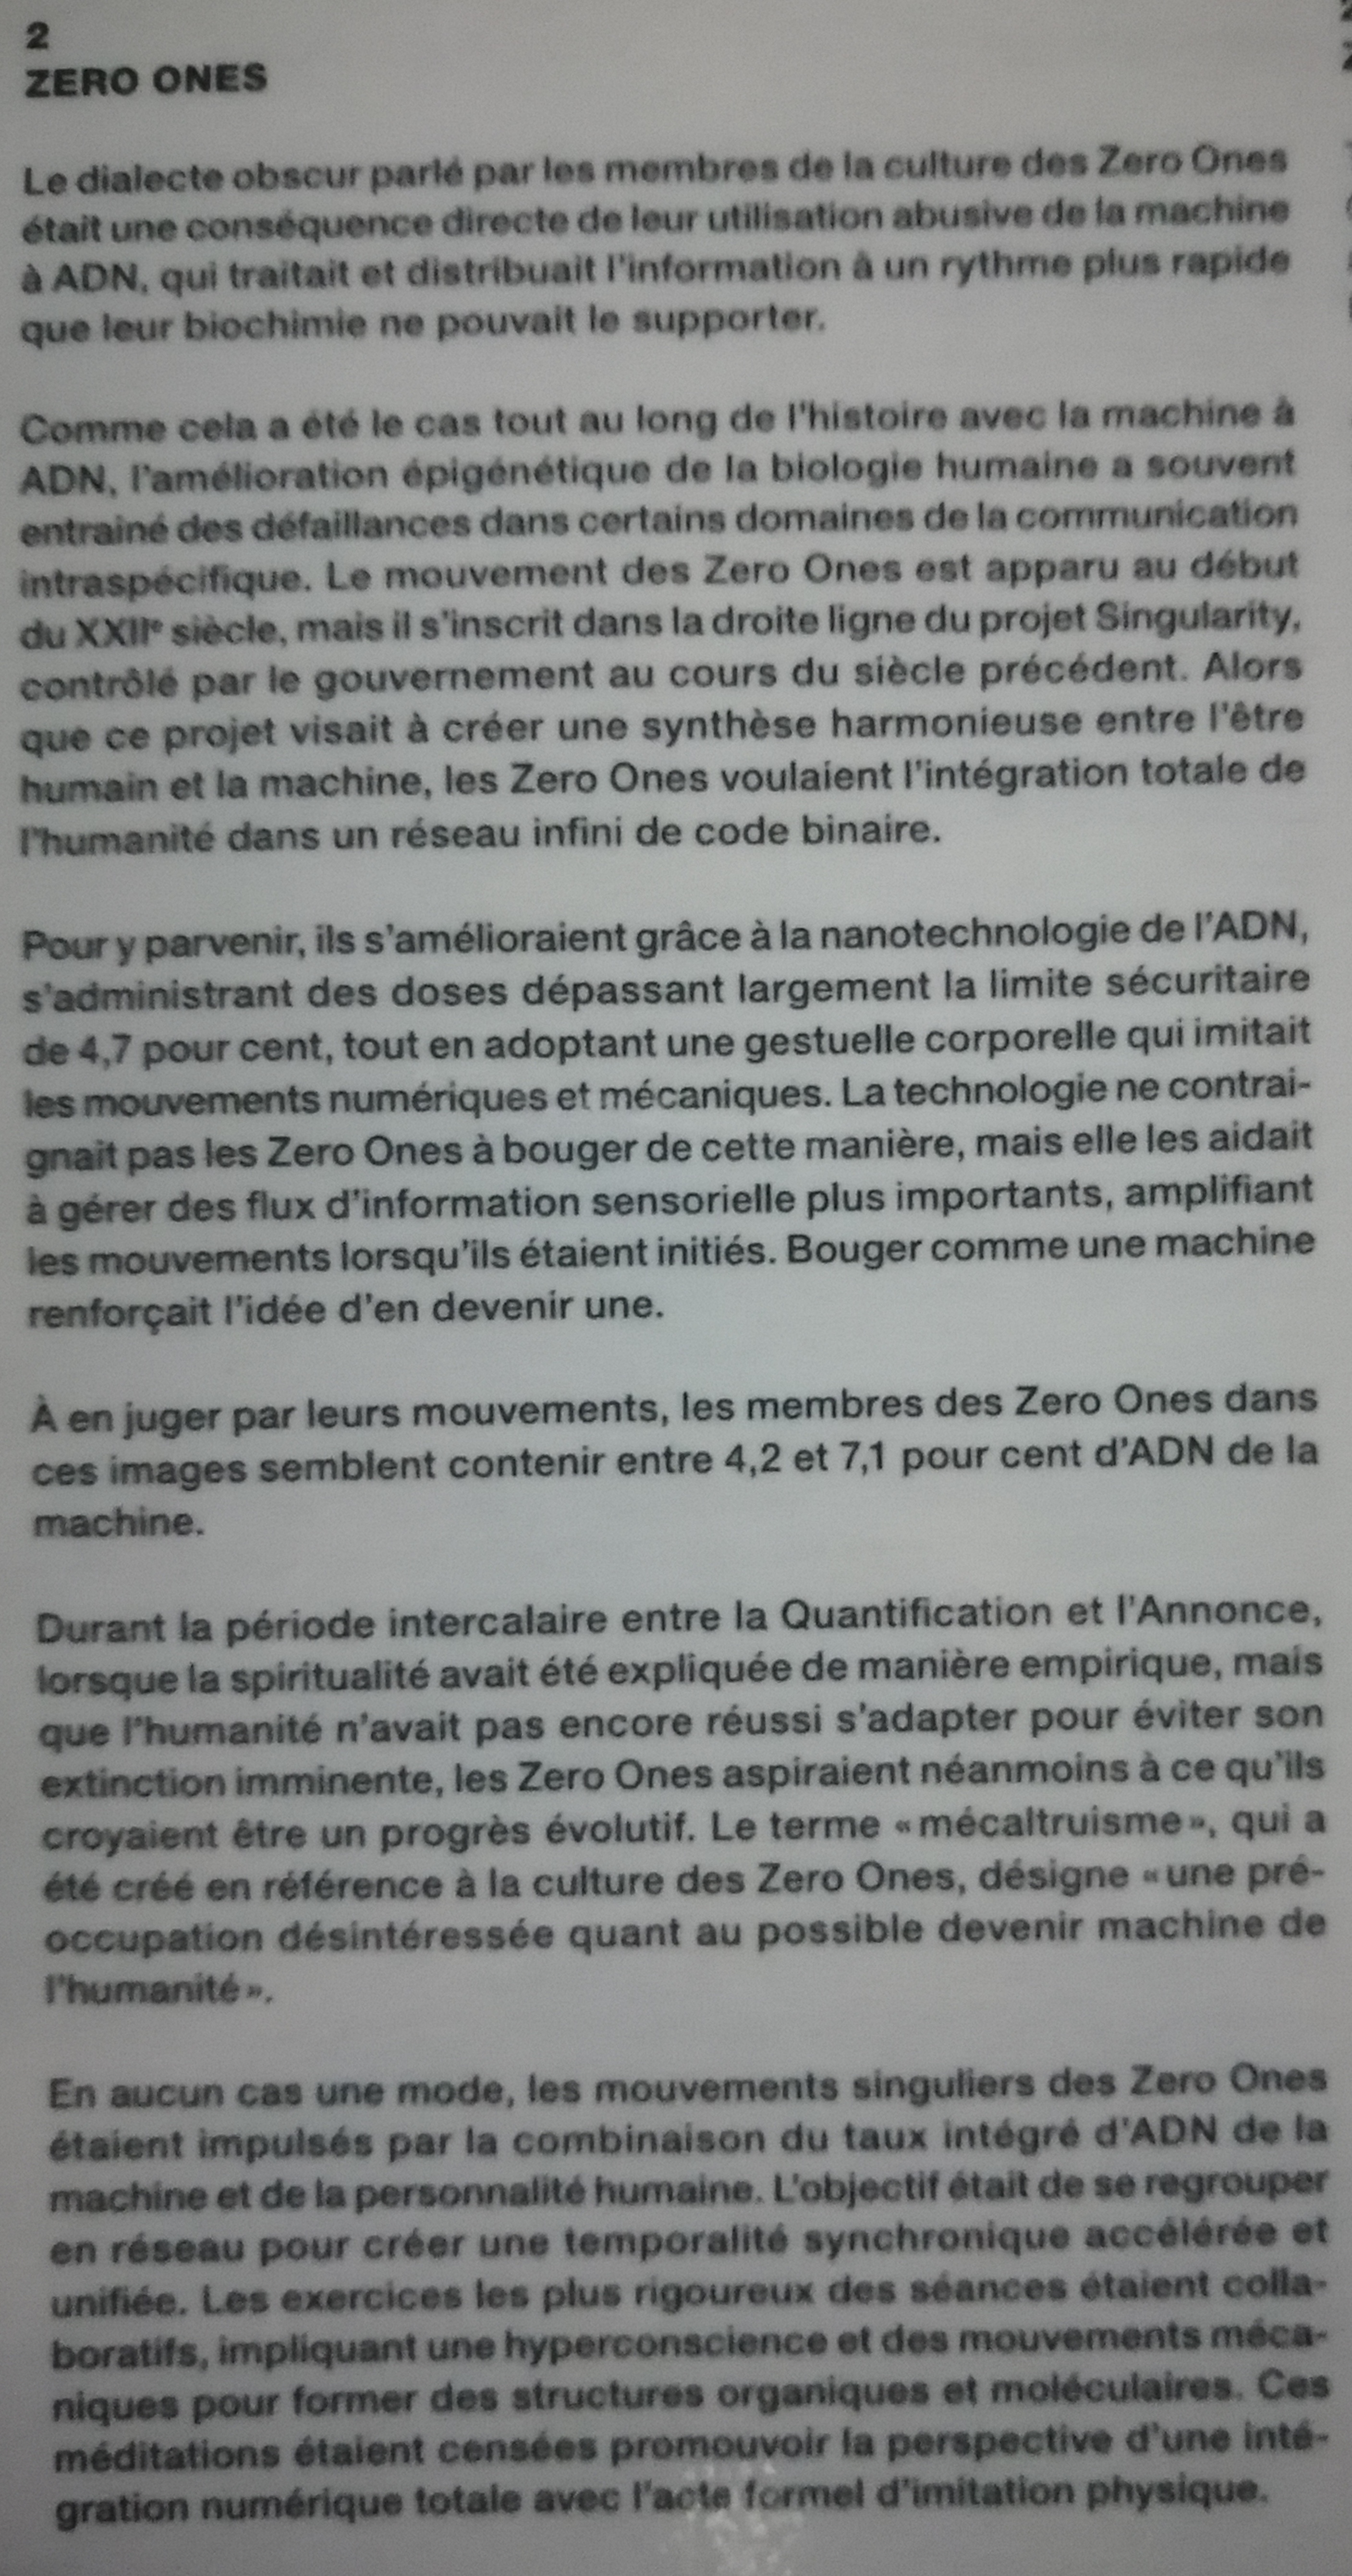 2
ZERO ONES
Le dialecte obscur parlé par les membres de la culture des Zero Ones
était une conséquence directe de leur utilisation abusive de la machine
à ADN, qui traitait et distribuait l'information à un rythme plus rapide
que leur biochimie ne pouvait le supporter.
Comme cela a été le cas tout au long de l'histoire avec la machine à
ADN, l'amélioration épigénétique de la biologie humaine a souvent
entrainé des défaillances dans certains domaines de la communication
intraspécifique. Le mouvement des Zero Ones est apparu au début
du XXIIe siècle, mais il s'inscrit dans la droite ligne du projet Singularity,
contrôlé par le gouvernement au cours du siècle précédent. Alors
que ce projet visait à créer une synthèse harmonieuse entre l'être
humain et la machine, les Zero Ones voulaient l'intégration totale de
l'humanité dans un réseau infini de code binaire.
Pour y parvenir, ils s'amélioraient grâce à la nanotechnologie de l'ADN,
s'administrant des doses dépassant largement la limite sécuritaire
de 4,7 pour cent, tout en adoptant une gestuelle corporelle qui imitait
les mouvements numériques et mécaniques. La technologie ne contrai-
gnait pas les Zero Ones à bouger de cette manière, mais elle les aidait
à gérer des flux d'information sensorielle plus importants, amplifiant
les mouvements lorsqu'ils étaient initiés. Bouger comme une machine
renforçait l'idée d'en devenir une.
À en juger par leurs mouvements, les membres des Zero Ones dans
ces images semblent contenir entre 4,2 et 7,1 pour cent d'ADN de la
machine.
Durant la période intercalaire entre la Quantification et l'Annonce,
lorsque la spiritualité avait été expliquée de manière empirique, mais
que l'humanité n'avait pas encore réussi s'adapter pour éviter son
extinction imminente, les Zero Ones aspiraient néanmoins à ce qu'ils
croyaient être un progrès évolutif. Le terme «mécaltruisme», qui a
été créé en référence à la culture des Zero Ones, désigne «une pré-
occupation désintéressée quant au possible devenir machine de
l'humanité».
En aucun cas une mode, les mouvements singuliers des Zero Ones
étaient impulsés par la combinaison du taux intégré d'ADN de la
machine et de la personnalité humaine. L'objectif était de se regrouper
en réseau pour créer une temporalité synchronique accélérée et
unifiée. Les exercices les plus rigoureux des séances étaient colla-
boratifs, impliquant une hyperconscience et des mouvements méca-
niques pour former des structures organiques et moléculaires. Ces
méditations étaient censées promouvoir la perspective d'une inté-
gration numérique totale avec l'acte formel d'imitation physique.